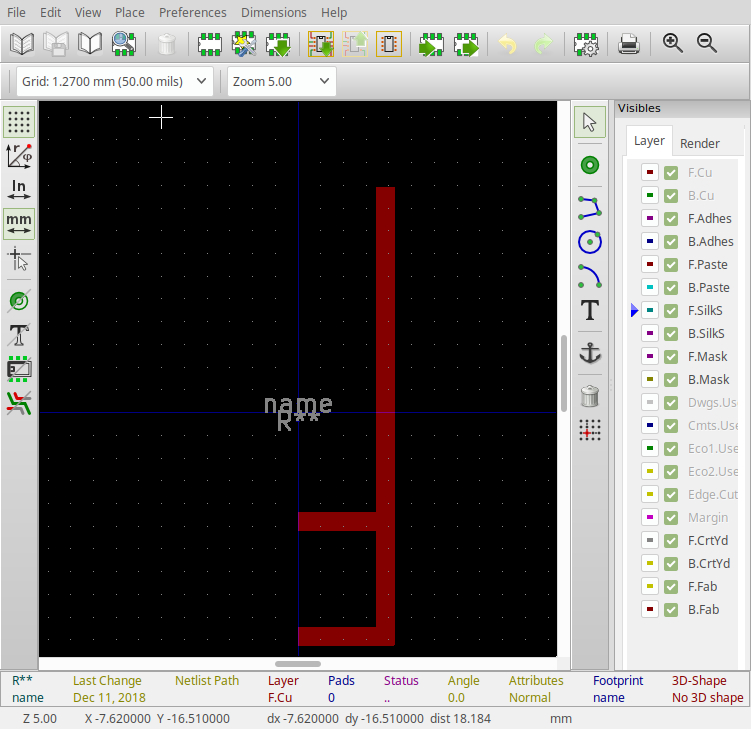 File Edit View Place Preferences Dimensions Help
Grid: 1.2700 mm (50.00 mils) Zoom 5.00
Visibles
Layer Render
r φ
In
mm
T
T
name
R**
F.Cu
B.Cu
F.Adhes
B.Adhes
F.Paste
B.Paste
F.SilkS
B.SilkS
F.Mask
B.Mask
Dwgs.Us
Cmts.Use
Eco1.Use
Eco2.Use
Edge.Cut
Margin
F.CrtYd
B.CrtYd
F.Fab
B.Fab
R** Last Change Netlist Path Layer Pads Status Angle Attributes Footprint 3D-Shape
name Dec 11, 2018 F.Cu 0 .. 0.0 Normal name No 3D shape
Z 5.00 X -7.620000 Y -16.510000 dx -7.620000 dy -16.510000 dist 18.184 mm